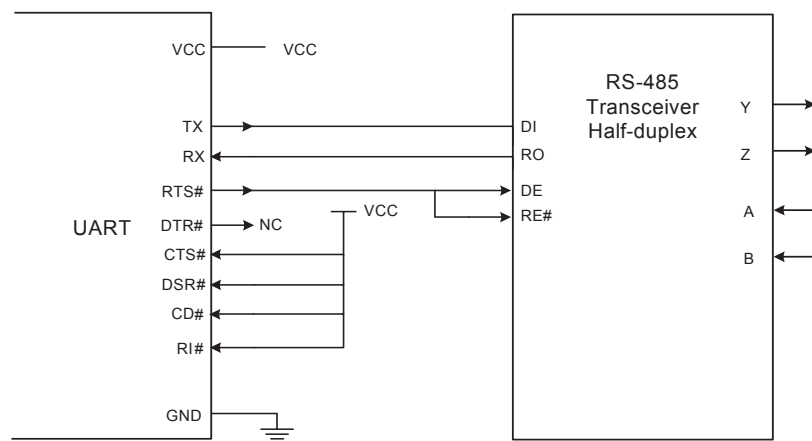 VCC VCC
TX
RX
RTS#
DTR# NC
CTS#
DSR#
CD#
RI#
GND
UART
VCC
RS-485
Transceiver
Half-duplex
DI
RO
DE
RE#
Y
Z
A
B